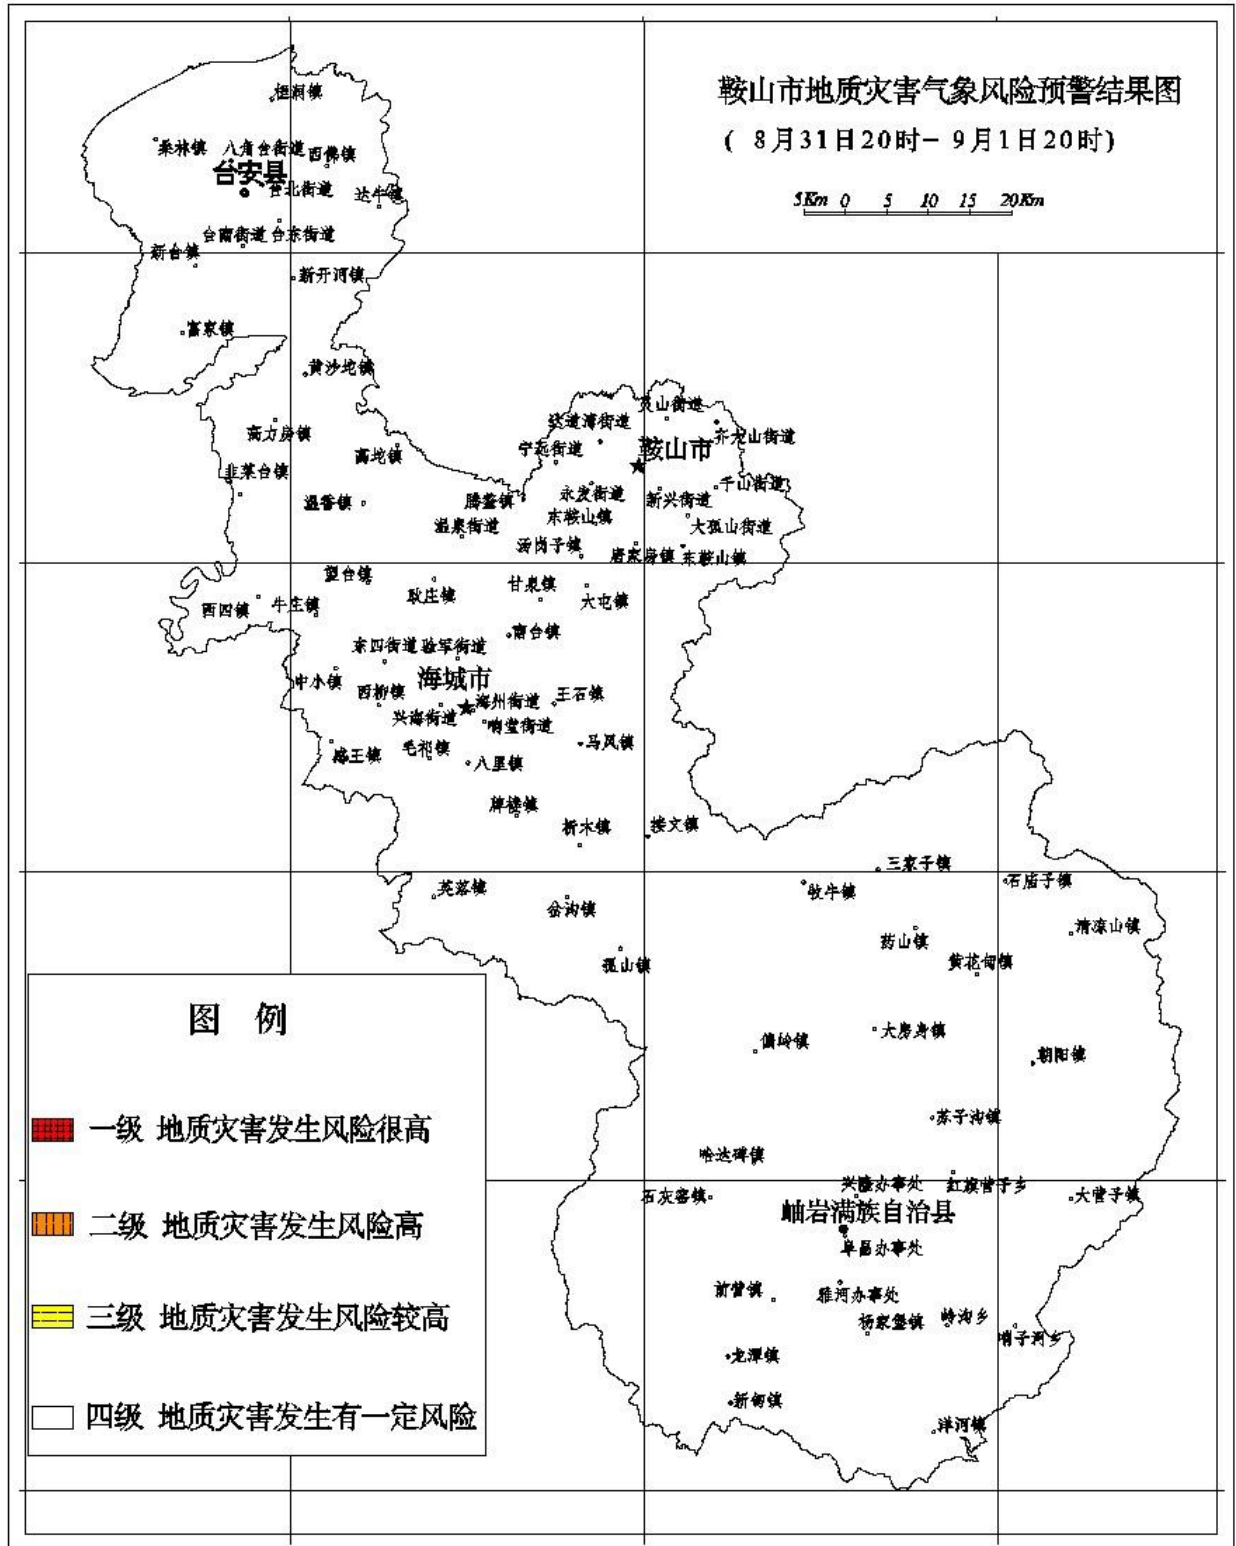 鞍山市地质灾害气象风险预警结果图
( 8月31日20时-9月1日20时)
5Km 0 5 10 15 20Km
桓洞镇
桑林镇
八角台街道
西佛镇
台安县
台北街道
达牛镇
台南街道
台东街道
新台镇
新开河镇
富家镇
黄沙坨镇
灵山街道
达道湾街道
高力房镇
齐大山街道
宁远街道
鞍山市
高坨镇
韭菜台镇
千山街道
永发街道
新兴街道
温香镇
腾鳌镇
东鞍山镇
大孤山街道
温泉街道
汤岗子镇
唐家房镇
东鞍山镇
望台镇
耿庄镇
甘泉镇
大屯镇
西四镇
牛庄镇
南台镇
东四街道
验军街道
海城市
中小镇
西柳镇
海州街道
王石镇
兴海街道
响堂街道
感王镇
毛祁镇
马风镇
八里镇
牌楼镇
析木镇
接文镇
三家子镇
石庙子镇
英落镇
牧牛镇
岔沟镇
清凉山镇
药山镇
孤山镇
黄花甸镇
图 例
大房身镇
偏岭镇
朝阳镇
一级 地质灾害发生风险很高
苏子沟镇
哈达碑镇
兴隆办事处
红旗营子乡
石灰窑镇
大营子镇
岫岩满族自治县
二级 地质灾害发生风险高
阜昌办事处
前营镇
雅河办事处
三级 地质灾害发生风险较高
杨家堡镇
岭沟乡
哨子河乡
龙潭镇
新甸镇
四级 地质灾害发生有一定风险
洋河镇